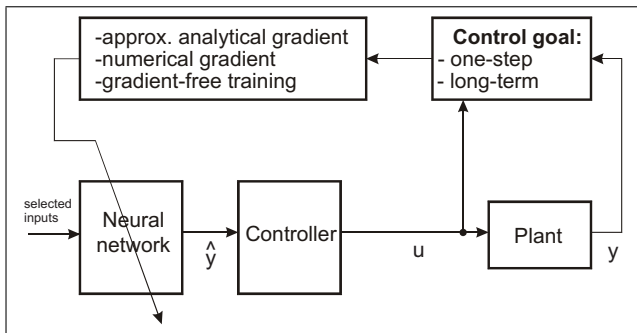 -approx. analytical gradient
-numerical gradient
-gradient-free training
Control goal:
- one-step
- long-term
selected
inputs
Neural
network
ŷ
Controller
u
Plant
y